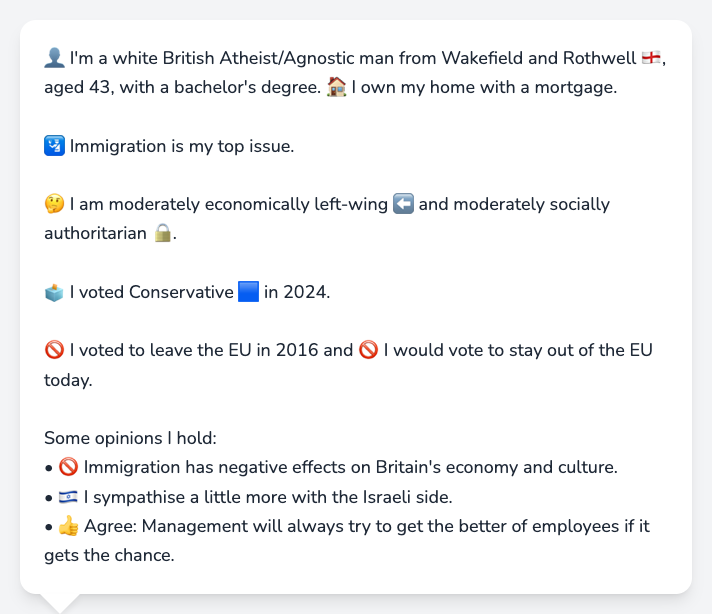 👤 I'm a white British Atheist/Agnostic man from Wakefield and Rothwell 🏴󠁧󠁢󠁥󠁮󠁧󠁿,
aged 43, with a bachelor's degree. 🏠 I own my home with a mortgage.
🛂 Immigration is my top issue.
🤔 I am moderately economically left-wing ⬅️ and moderately socially
authoritarian 🔒.
🗳️ I voted Conservative 🟦 in 2024.
🚫 I voted to leave the EU in 2016 and 🚫 I would vote to stay out of the EU
today.
Some opinions I hold:
• 🚫 Immigration has negative effects on Britain's economy and culture.
• 🇮🇱 I sympathise a little more with the Israeli side.
• 👍 Agree: Management will always try to get the better of employees if it
gets the chance.